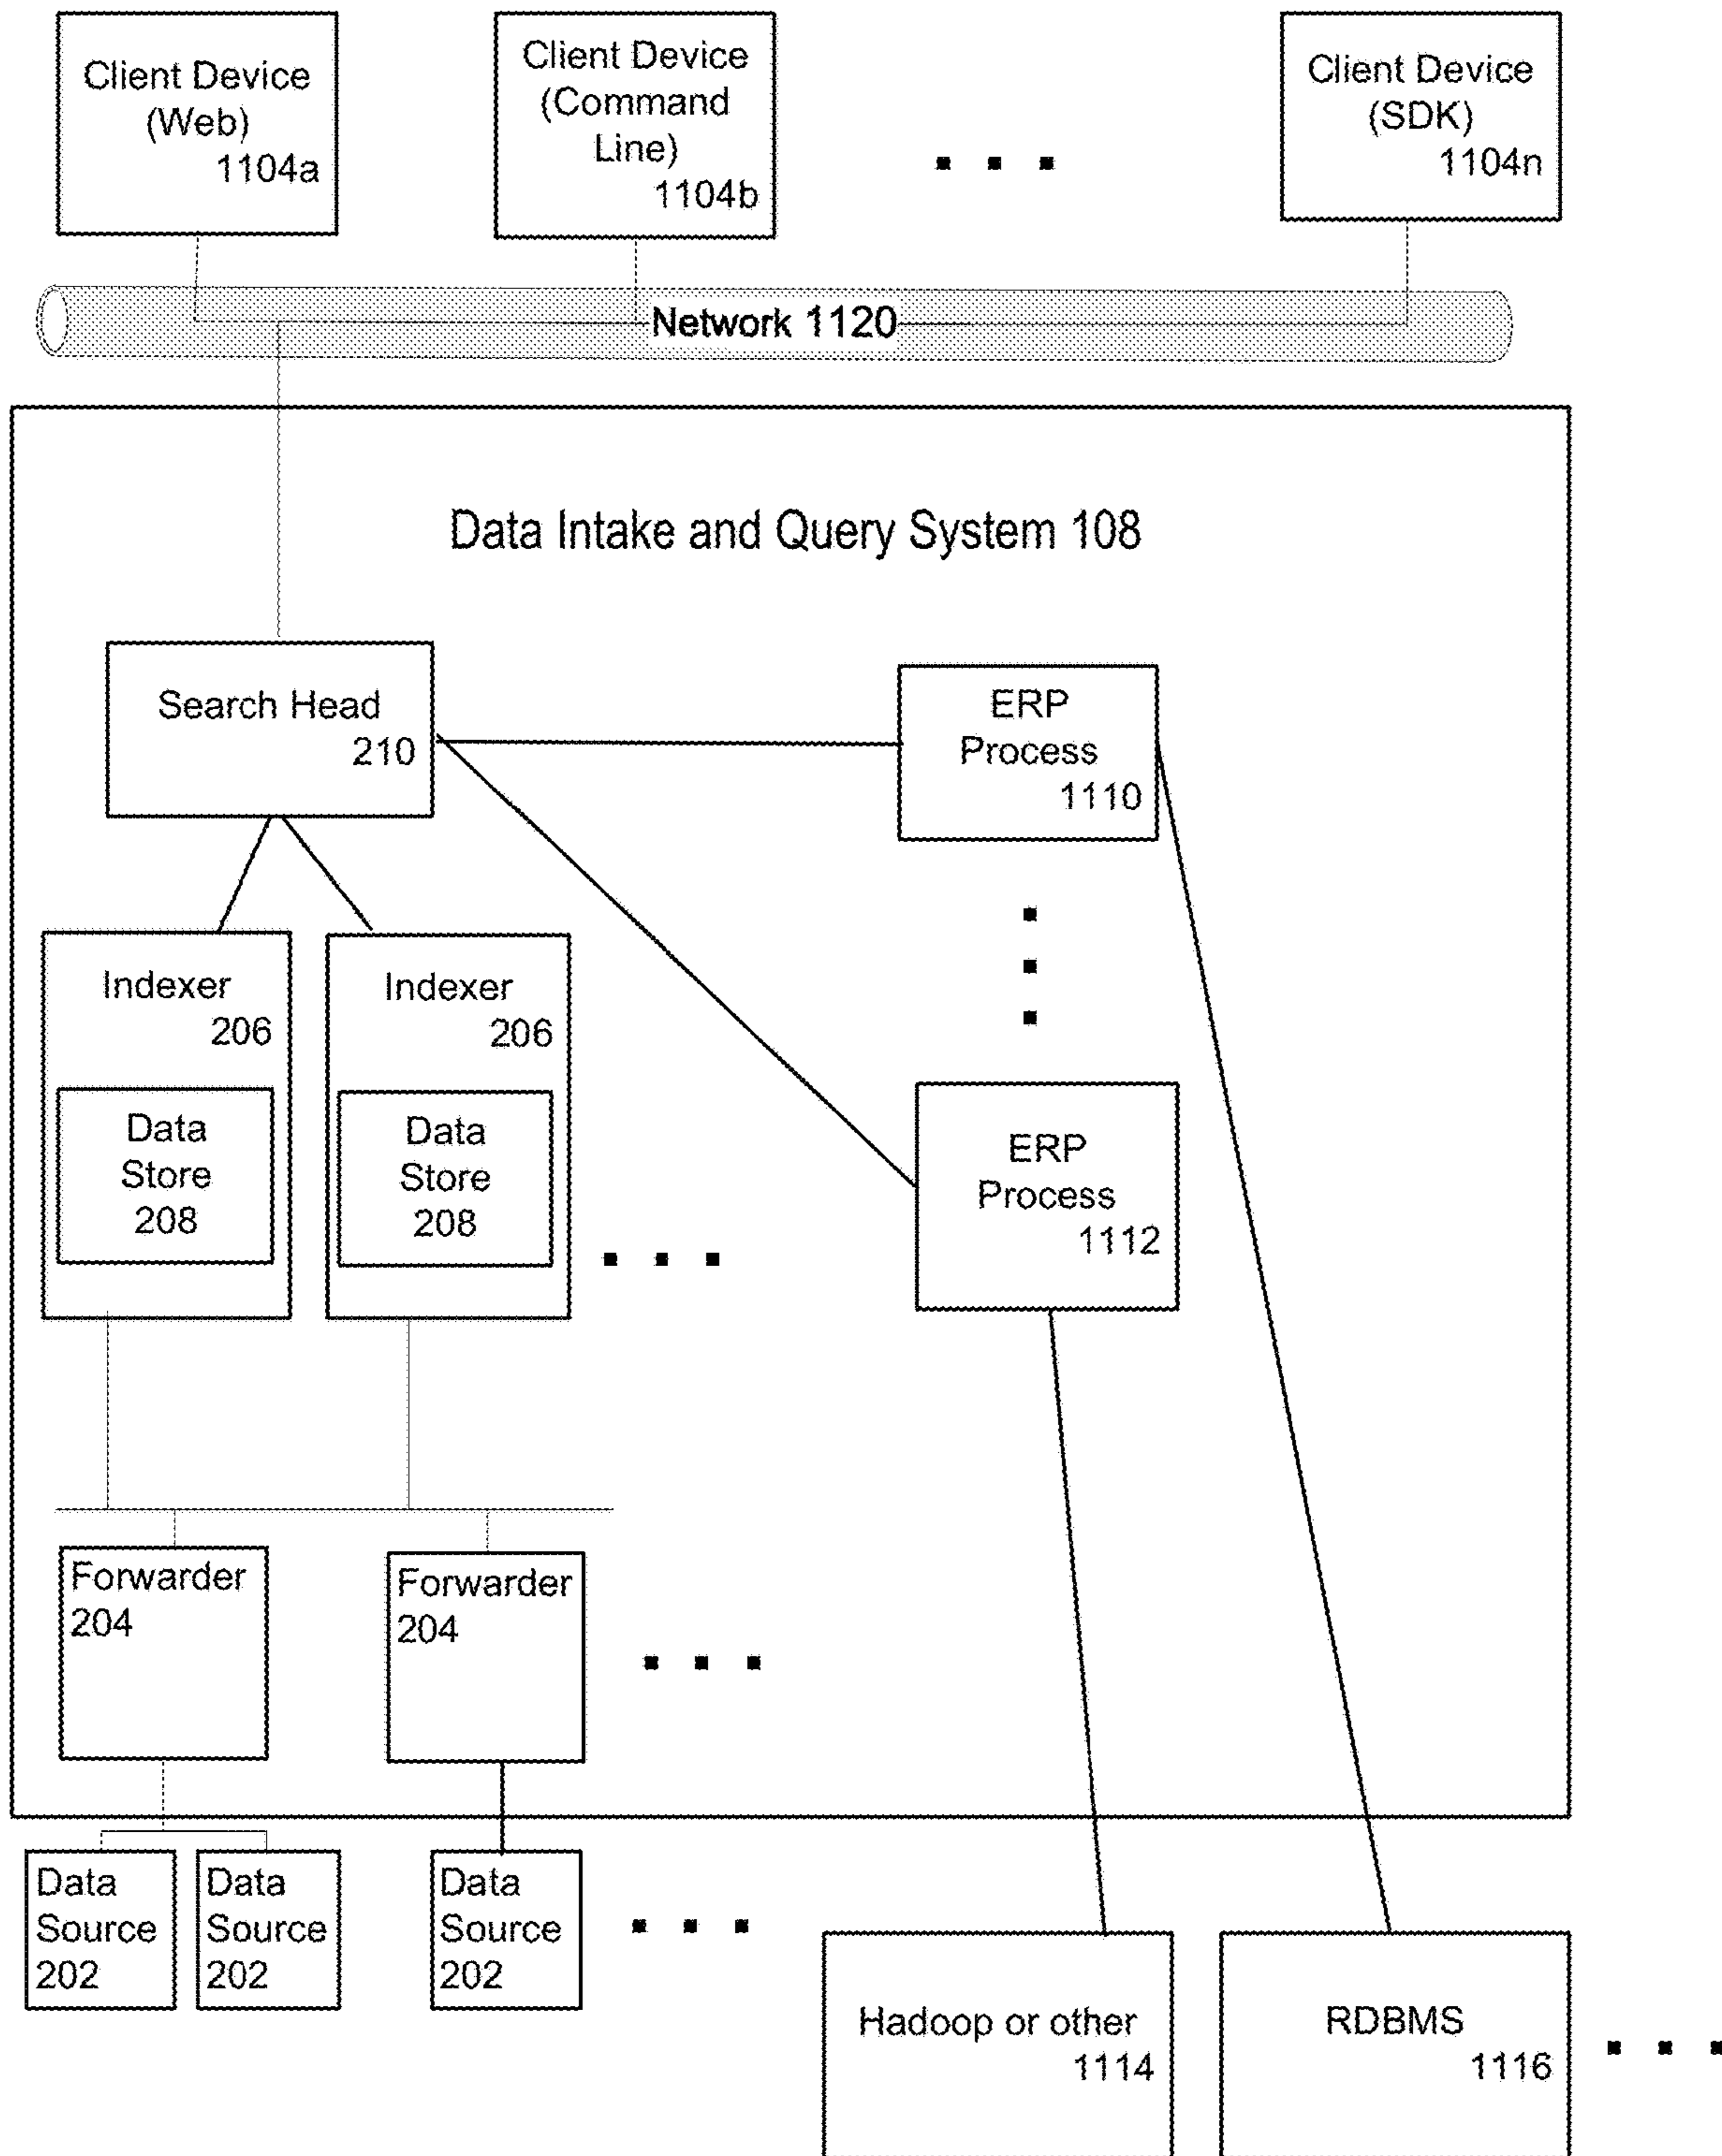 Client Device
(Web)
1104a
Client Device
(Command
Line)
1104b
Client Device
(SDK)
1104n
Network 1120
Data Intake and Query System 108
Search Head
210
ERP
Process
1110
Indexer
206
Data
Store
208
Indexer
206
Data
Store
208
ERP
Process
1112
Forwarder
204
Forwarder
204
Data
Source
202
Data
Source
202
Data
Source
202
Hadoop or other
1114
RDBMS
1116